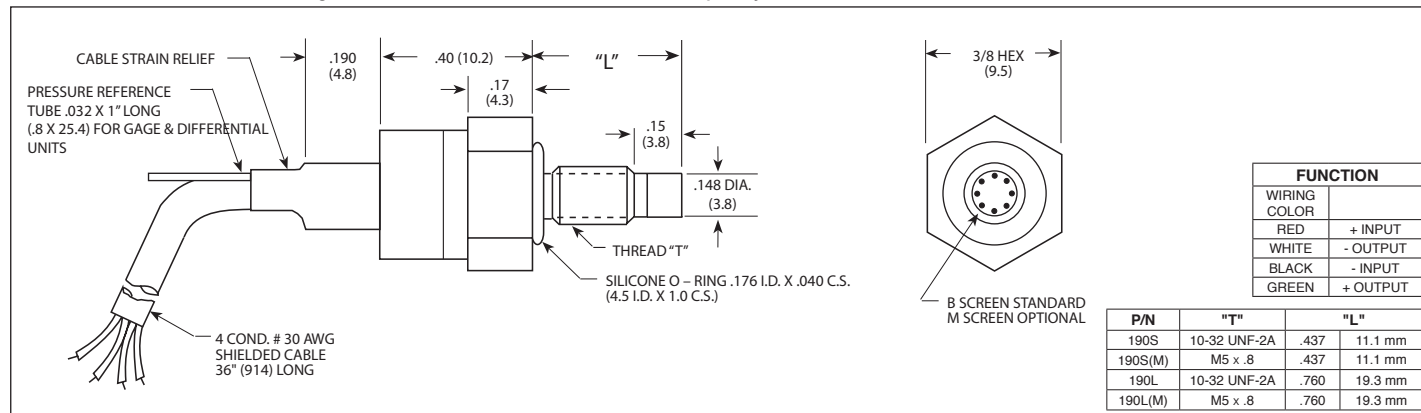 CABLE STRAIN RELIEF
PRESSURE REFERENCE
TUBE .032 X 1" LONG
(.8 X 25.4) FOR GAGE & DIFFERENTIAL
UNITS
.190
(4.8)
.40 (10.2)
"L"
.17
(4.3)
.15
(3.8)
.148 DIA.
(3.8)
THREAD "T"
SILICONE O – RING .176 I.D. X .040 C.S.
(4.5 I.D. X 1.0 C.S.)
4 COND. # 30 AWG
SHIELDED CABLE
36" (914) LONG
3/8 HEX
(9.5)
B SCREEN STANDARD
M SCREEN OPTIONAL
FUNCTION
WIRING
COLOR
RED + INPUT
WHITE - OUTPUT
BLACK - INPUT
GREEN + OUTPUT
P/N "T" "L"
190S 10-32 UNF-2A .437 11.1 mm
190S(M) M5 x .8 .437 11.1 mm
190L 10-32 UNF-2A .760 19.3 mm
190L(M) M5 x .8 .760 19.3 mm